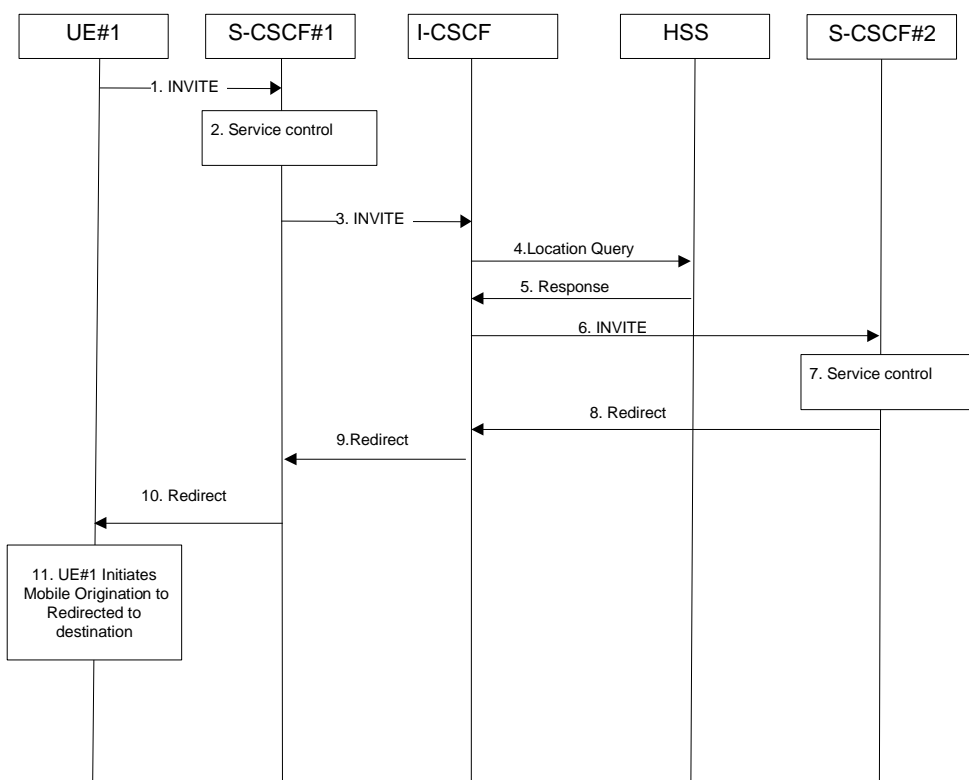 UE#1
S-CSCF#1
I-CSCF
HSS
S-CSCF#2
1. INVITE
2. Service control
3. INVITE
4.Location Query
5. Response
6. INVITE
7. Service control
8. Redirect
9.Redirect
10. Redirect
11. UE#1 Initiates
Mobile Origination to
Redirected to
destination